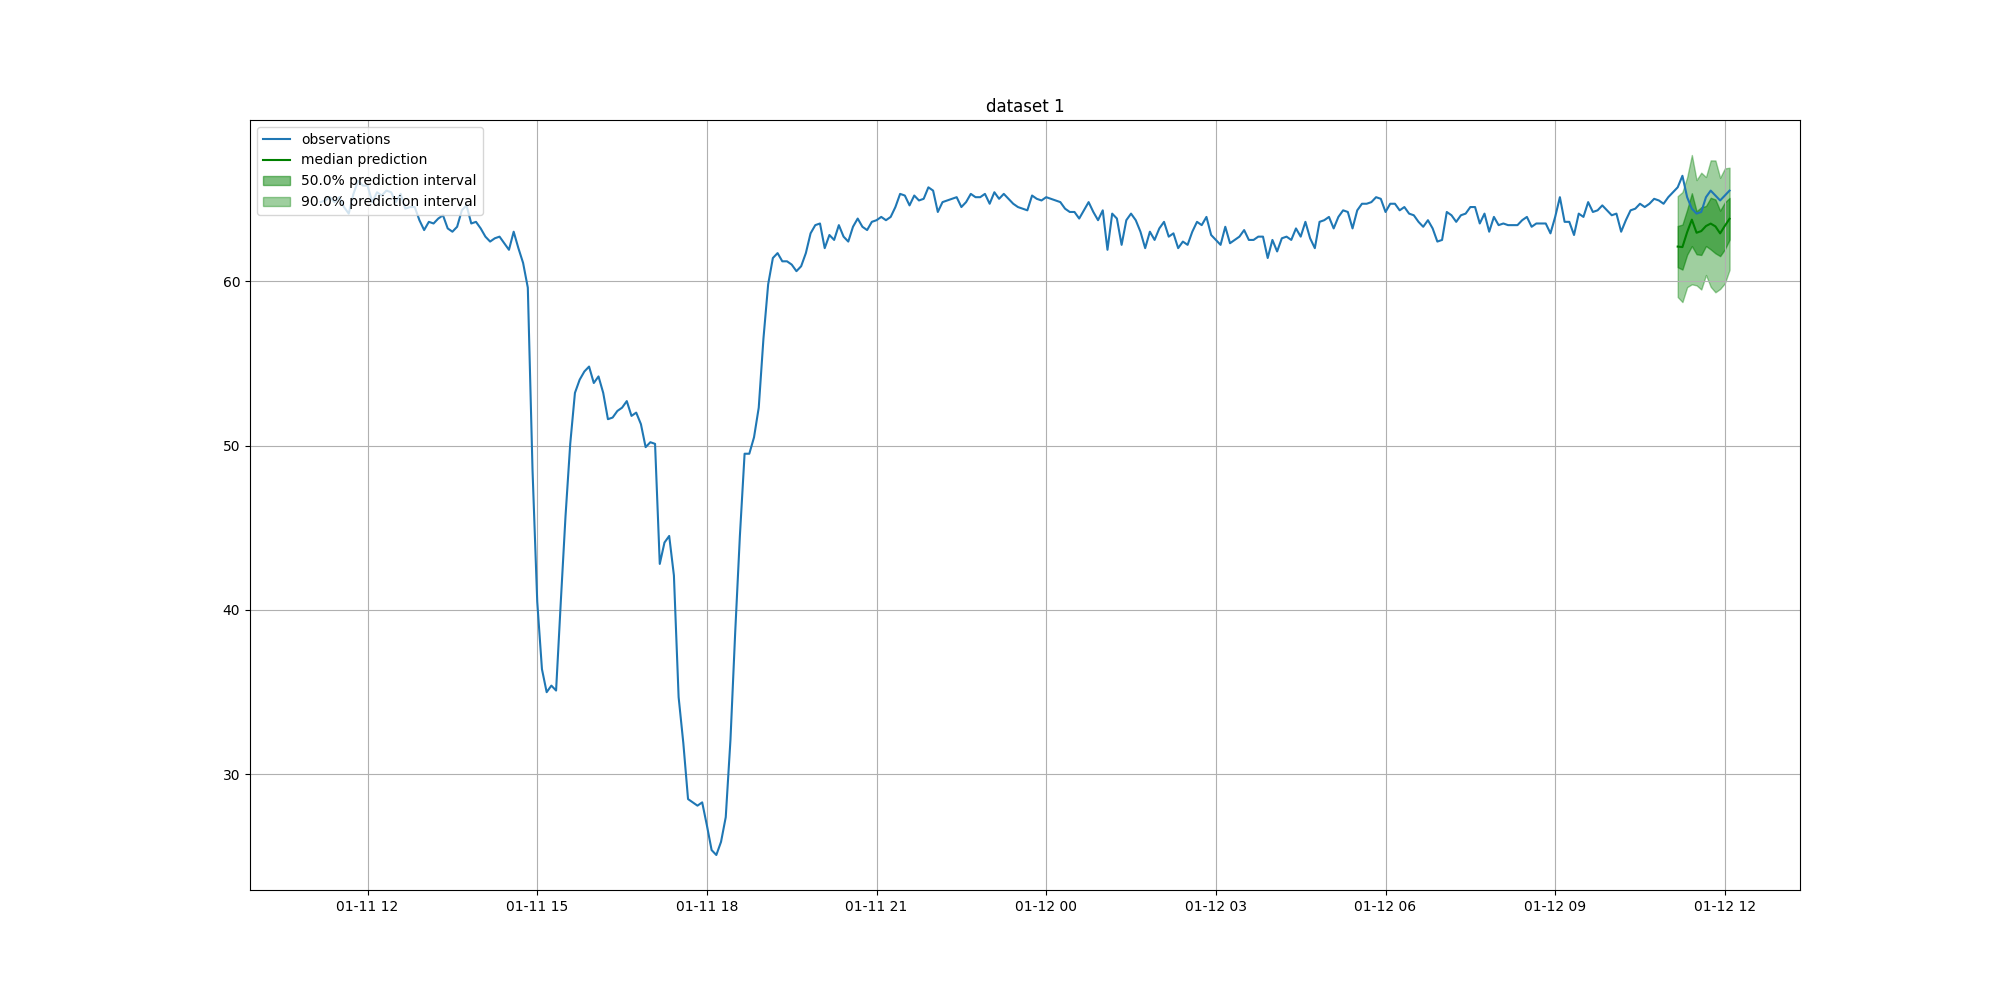 dataset 1
observations
median prediction
50.0% prediction interval
90.0% prediction interval
60
50
40
30
01-11 12
01-11 15
01-11 18
01-11 21
01-12 00
01-12 03
01-12 06
01-12 09
01-12 12